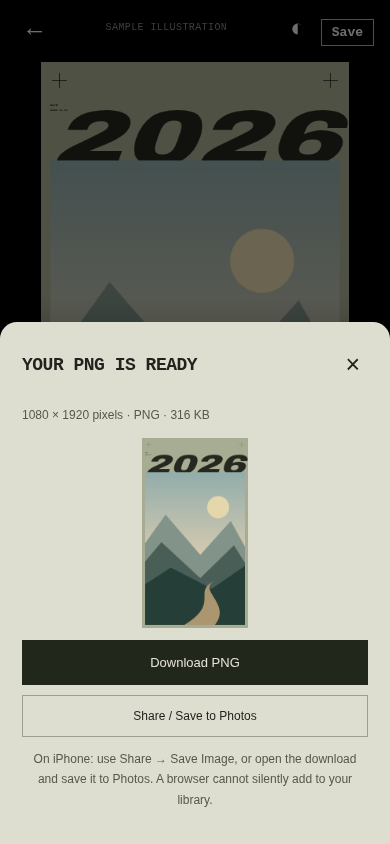 ←
SAMPLE ILLUSTRATION
Save
2026
YOUR PNG IS READY
×
1080 × 1920 pixels · PNG · 316 KB
2026
Download PNG
Share / Save to Photos
On iPhone: use Share → Save Image, or open the download
and save it to Photos. A browser cannot silently add to your
library.